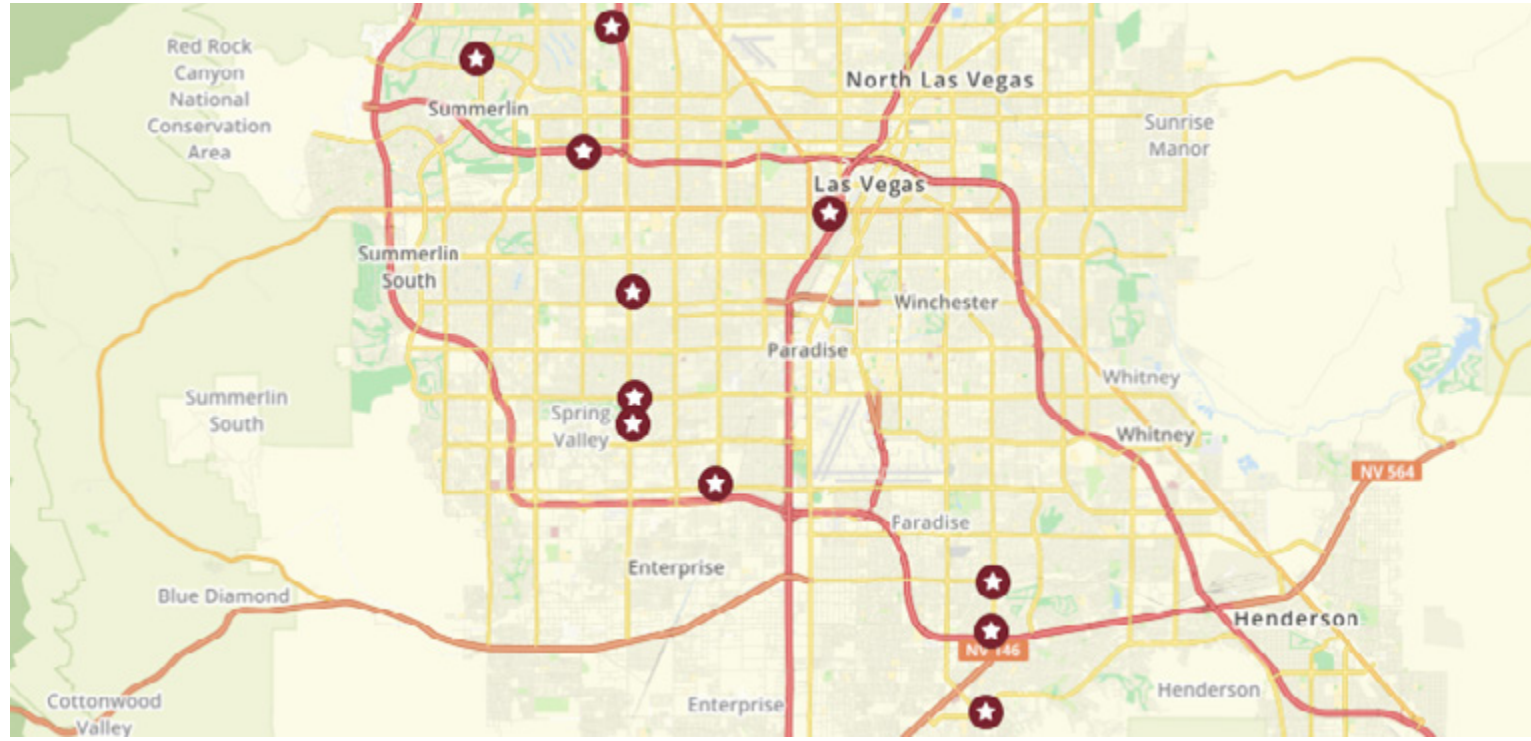 Red Rock
Canyon
National
Conservation
Area
Summerlin
North Las Vegas
Sunrise
Manor
Las Vegas
Summerlin
South
Winchester
Paradise
Whitney
Summerlin
South
Spring
Valley
Whitney
NV 564
Paradise
Enterprise
Blue Diamond
Henderson
NV 146
Henderson
Cottonwood
Valley
Enterprise